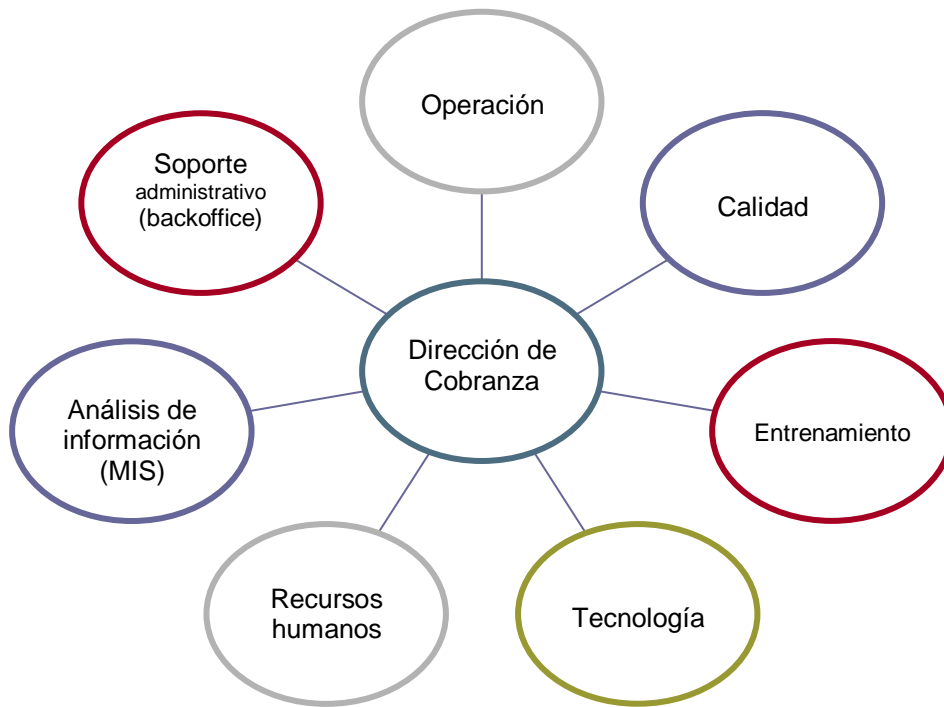 Operación
Soporte
administrativo
(backoffice)
Calidad
Dirección de
Cobranza
Análisis de
información
(MIS)
Entrenamiento
Recursos
humanos
Tecnología